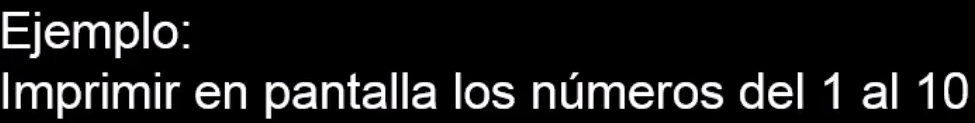 Ejemplo:
Imprimir en pantalla los números del 1 al 10